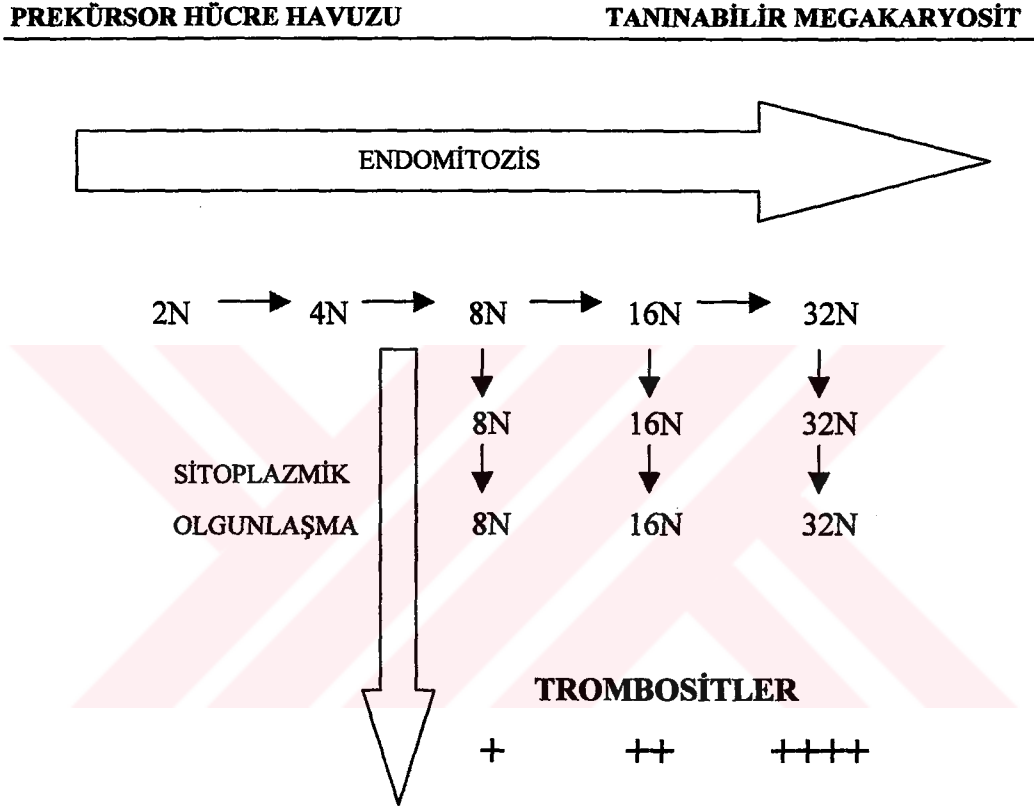 PREKÜRSOR HÜCRE HAVUZU TANINABİLİR MEGAKARYOSİT
ENDOMİTOZİS
2N 4N 8N 16N 32N
8N 16N 32N
SİTOPLAZMİK
OLGUNLAŞMA 8N 16N 32N
TROMBOSİTLER
+ ++ ++++